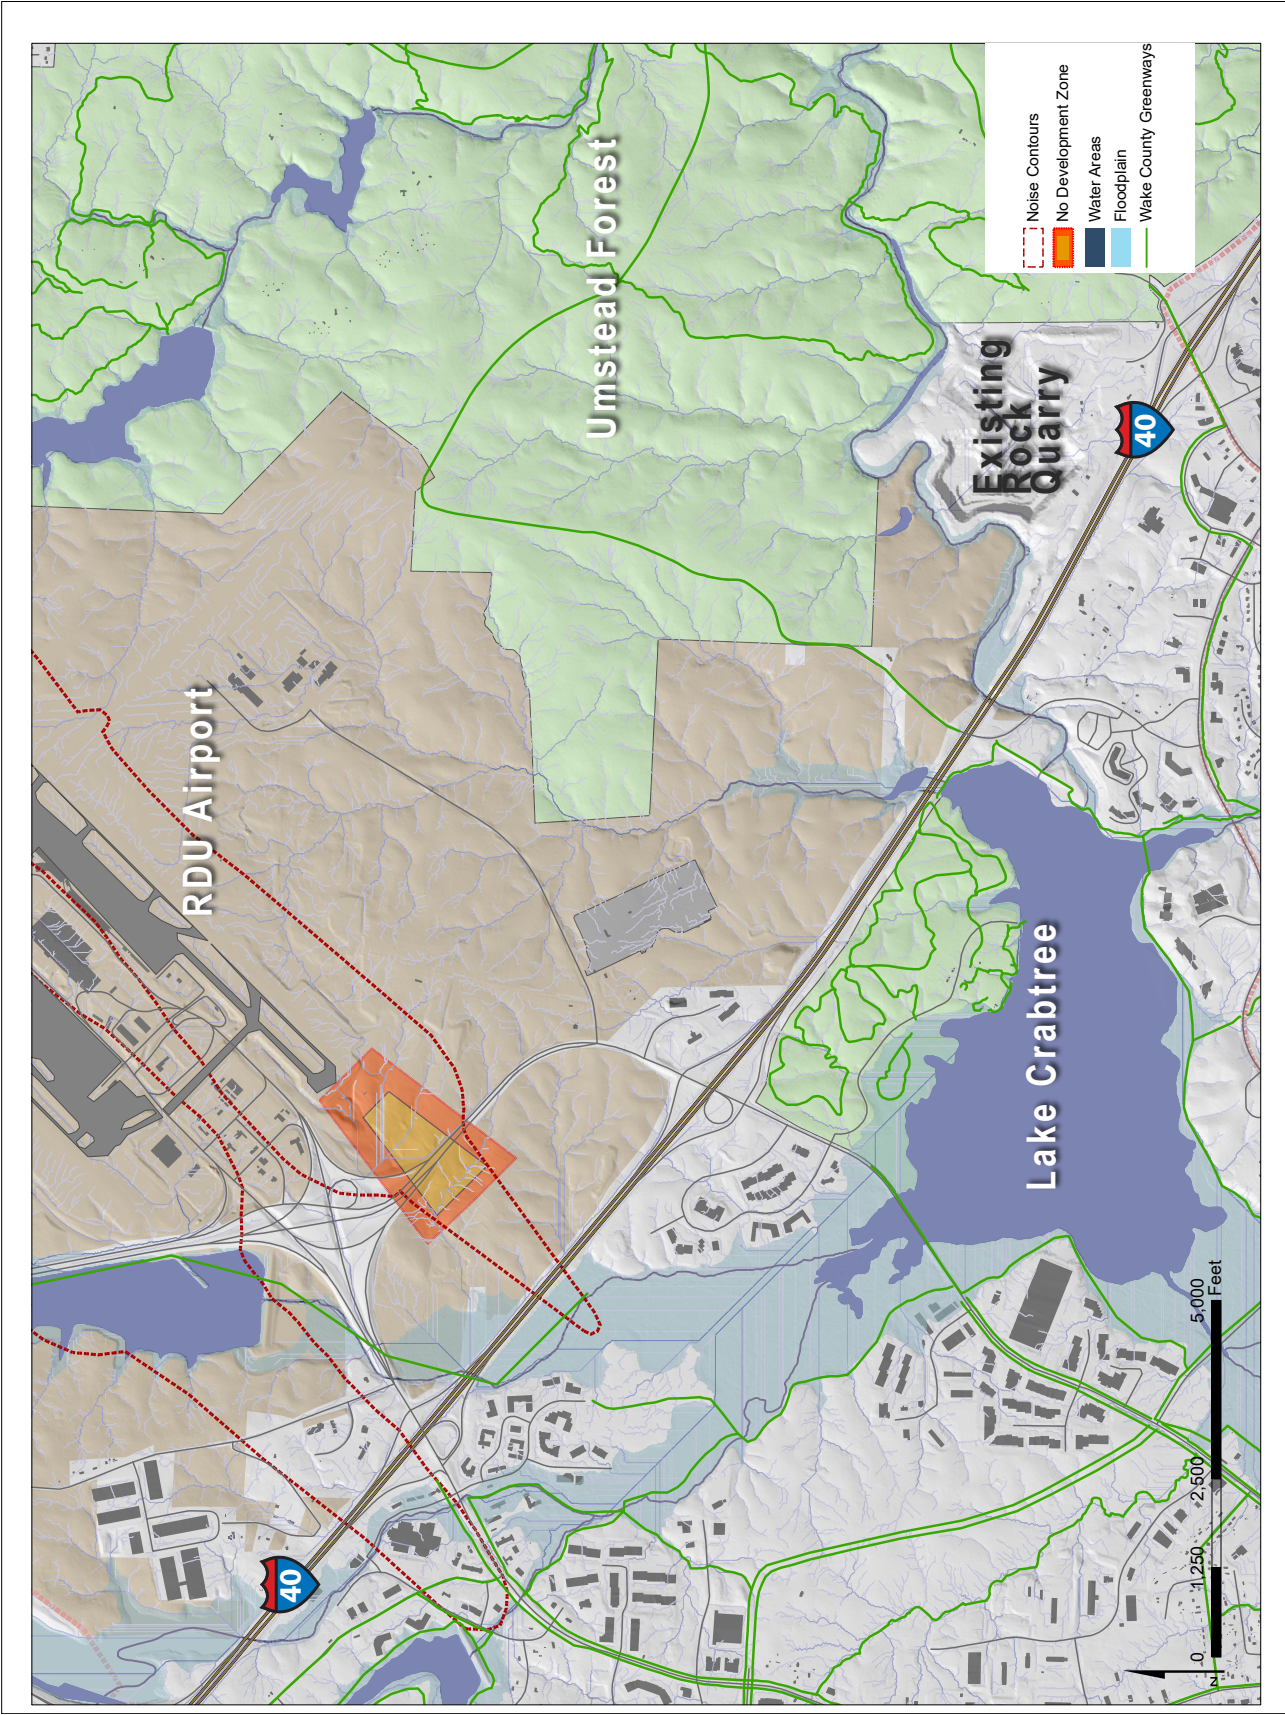 RDU Airport
Umstead Forest
Existing
Rock
Quarry
Lake Crabtree
40
40
Noise Contours
No Development Zone
Water Areas
Floodplain
Wake County Greenways
0 1,250 2,500 5,000
Feet
N